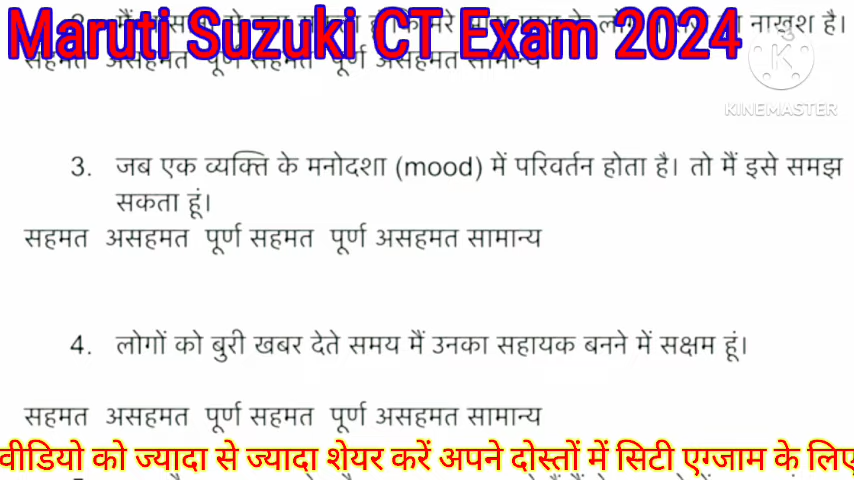 Maruti Suzuki CT Exam 2024
नाखुश है।
K
KINEMASTER
सहमत असहमत पूर्ण सहमत पूर्ण असहमत सामान्य
3. जब एक व्यक्ति के मनोदशा (mood) में परिवर्तन होता है। तो मैं इसे समझ
सकता हूं।
सहमत असहमत पूर्ण सहमत पूर्ण असहमत सामान्य
4. लोगों को बुरी खबर देते समय मैं उनका सहायक बनने में सक्षम हूं।
सहमत असहमत पूर्ण सहमत पूर्ण असहमत सामान्य
वीडियो को ज्यादा से ज्यादा शेयर करें अपने दोस्तों में सिटी एग्जाम के लिए